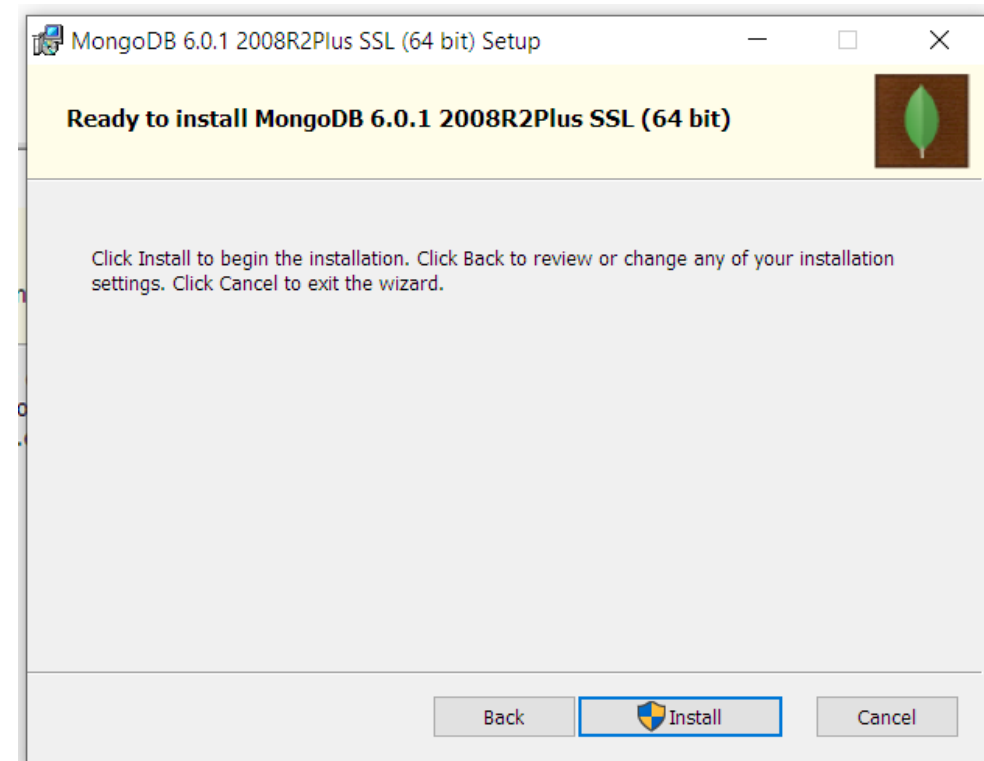 MongoDB 6.0.1 2008R2Plus SSL (64 bit) Setup
Ready to install MongoDB 6.0.1 2008R2Plus SSL (64 bit)
Click Install to begin the installation. Click Back to review or change any of your installation
settings. Click Cancel to exit the wizard.
Back
Install
Cancel